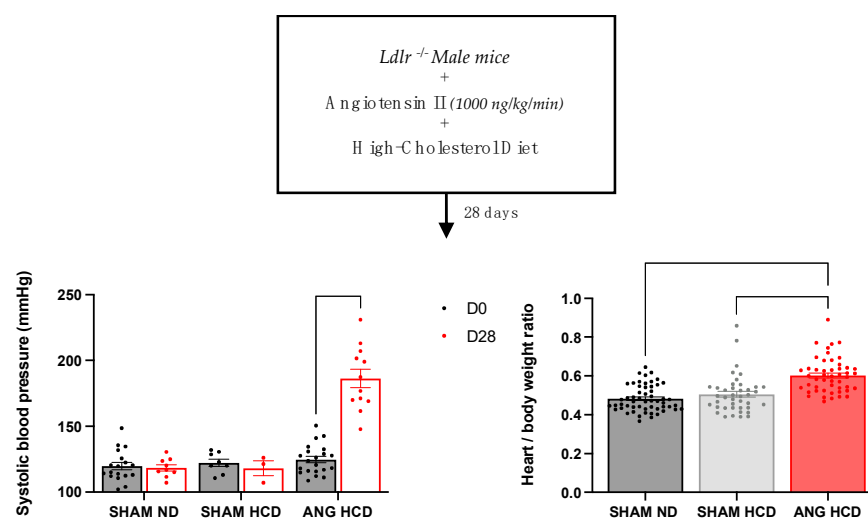 Ldlr -/- Male mice
+
Angiotensin II (1000 ng/kg/min)
+
High-Cholesterol Diet
28 days
Systolic blood pressure (mmHg)
250
200
150
100
SHAM ND
SHAM HCD
ANG HCD
D0
D28
Heart / body weight ratio
1.0
0.8
0.6
0.4
0.2
0.0
SHAM ND
SHAM HCD
ANG HCD